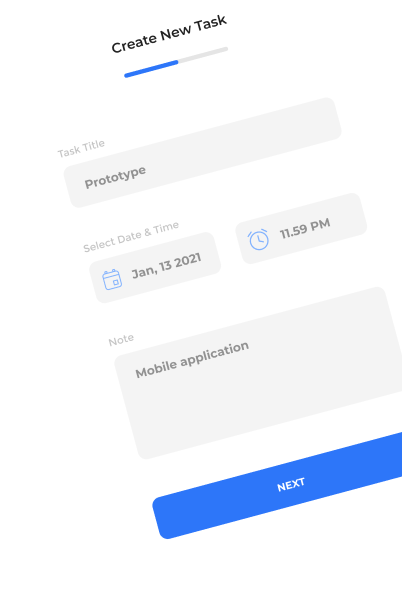 Create New Task
Task Title
Prototype
Select Date & Time
Jan, 13 2021
11.59 PM
Note
Mobile application
NEXT